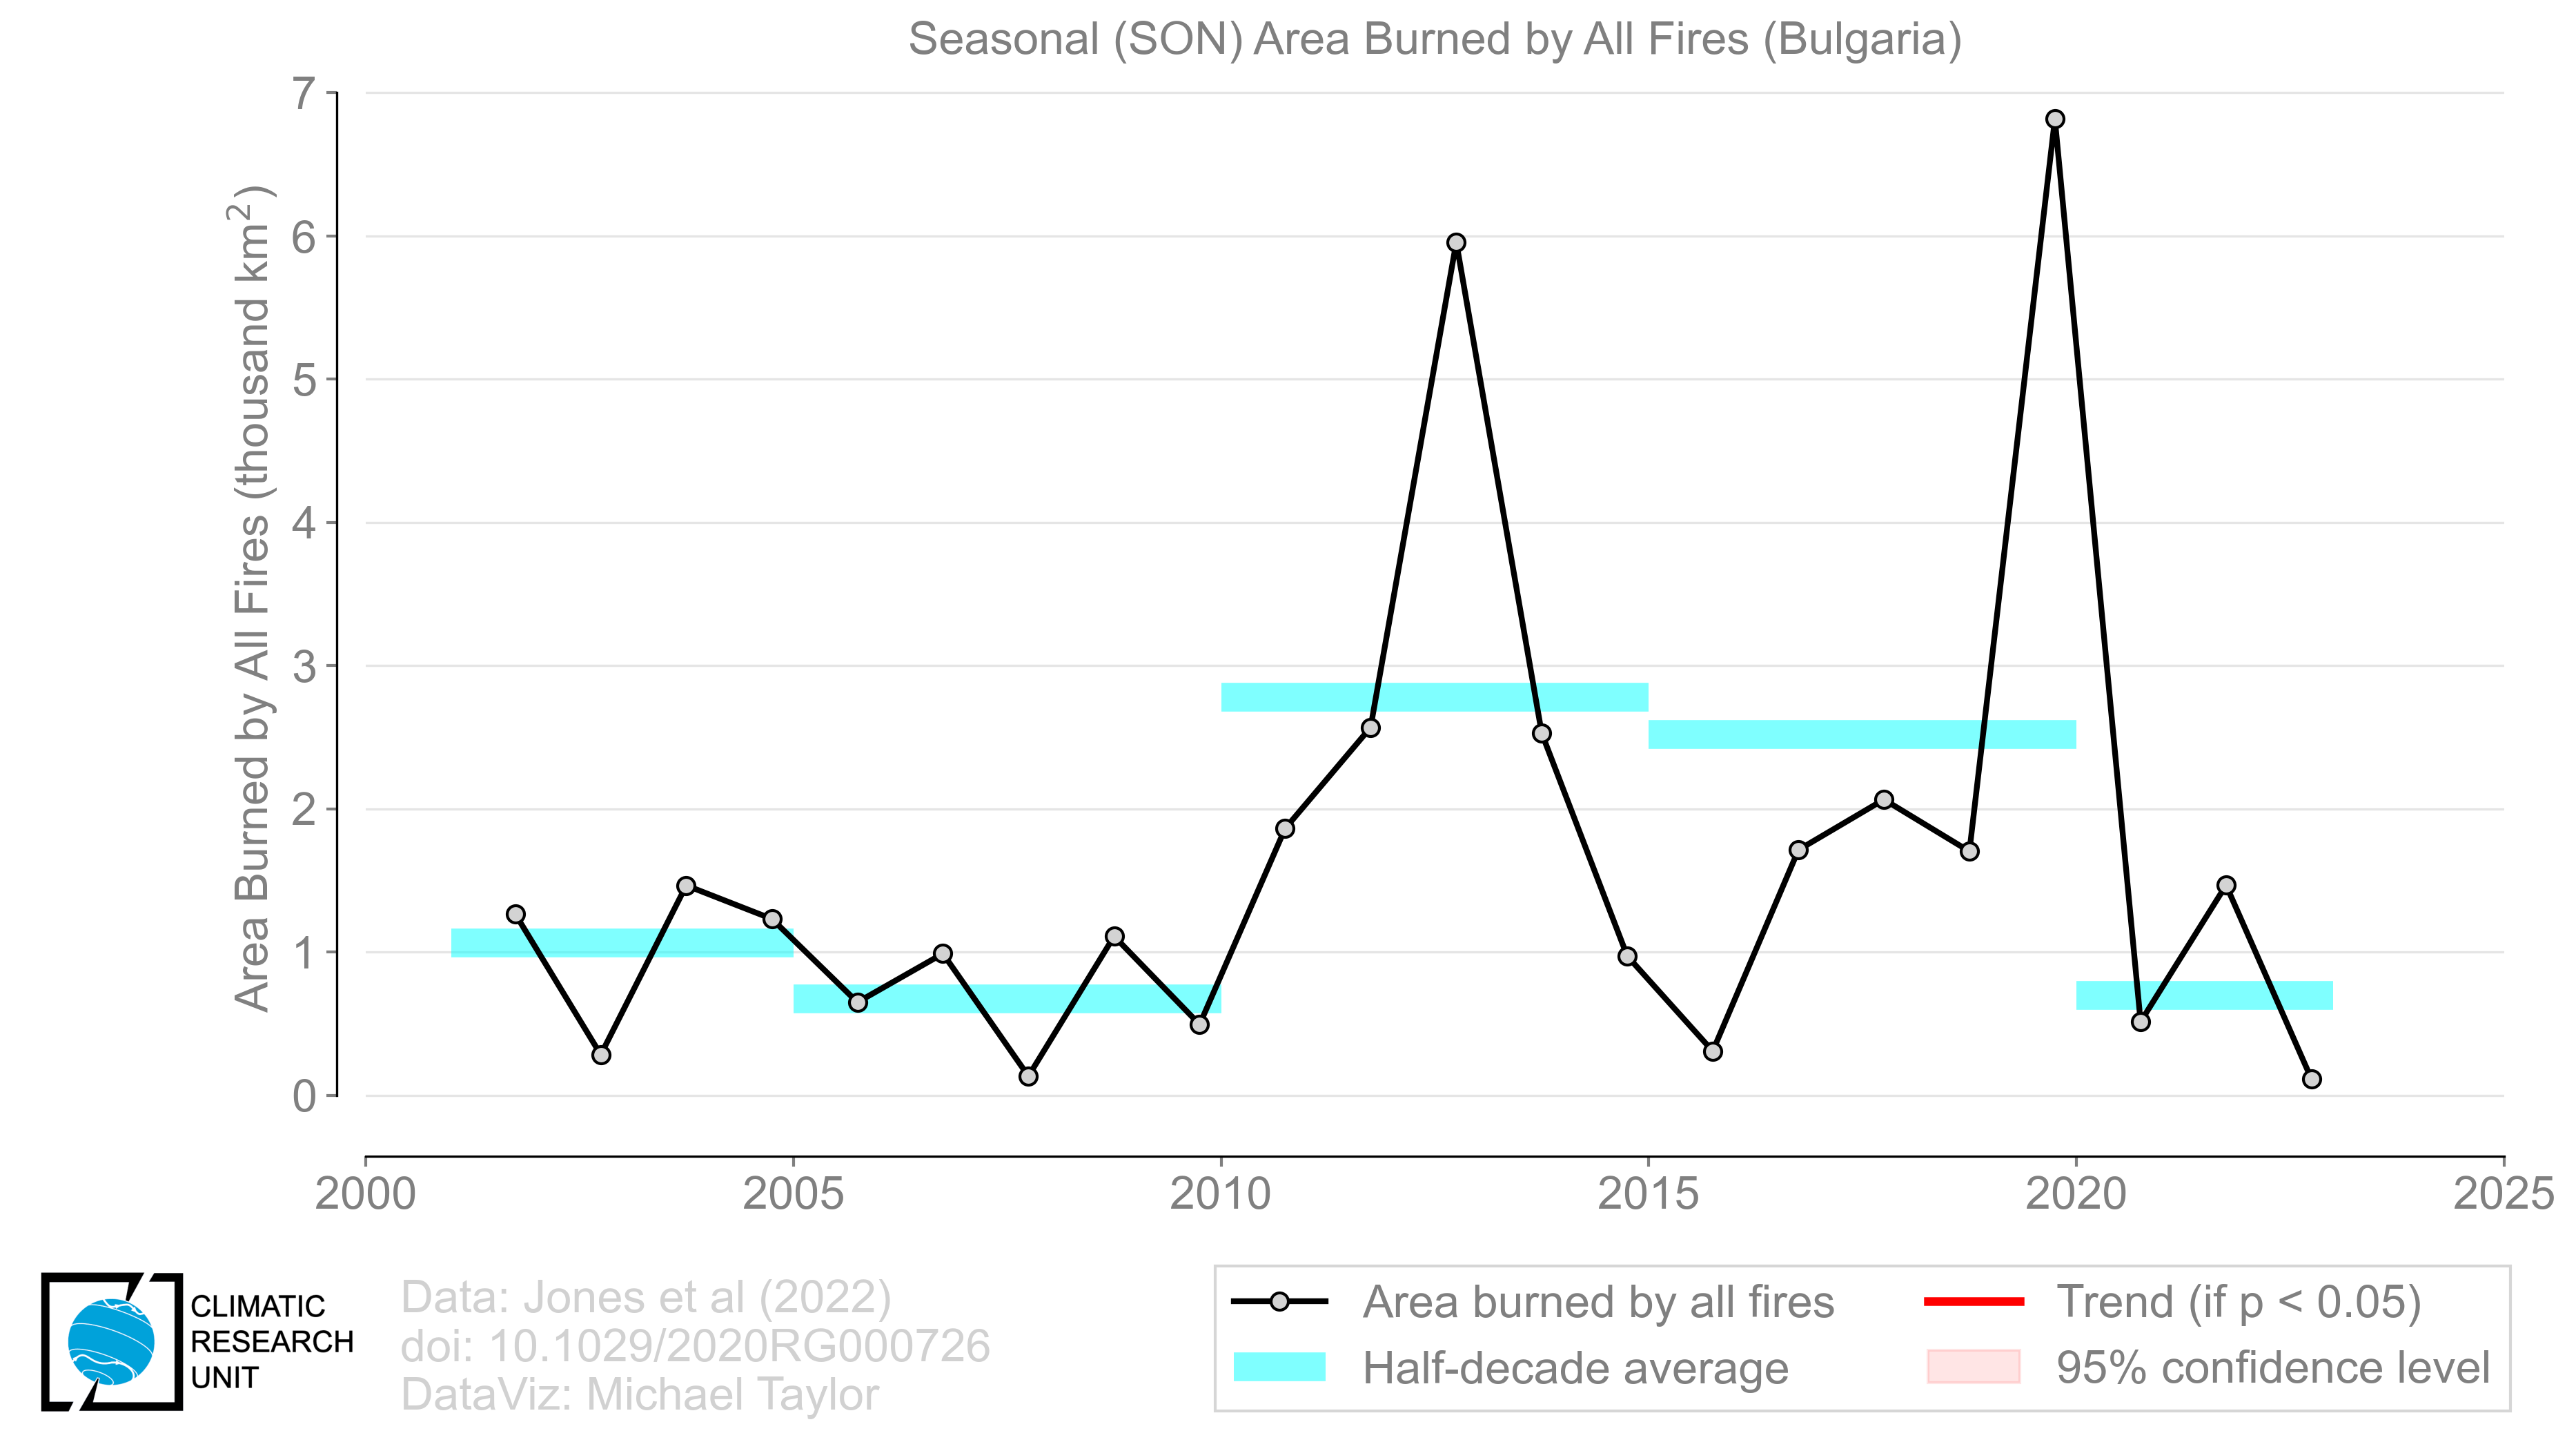 Seasonal (SON) Area Burned by All Fires (Bulgaria)
Area Burned by All Fires (thousand km²)
7
6
5
4
3
2
1
0
2000 2005 2010 2015 2020 2025
CLIMATIC
RESEARCH
UNIT
Data: Jones et al (2022)
doi: 10.1029/2020RG000726
DataViz: Michael Taylor
Area burned by all fires
Half-decade average
Trend (if p < 0.05)
95% confidence level